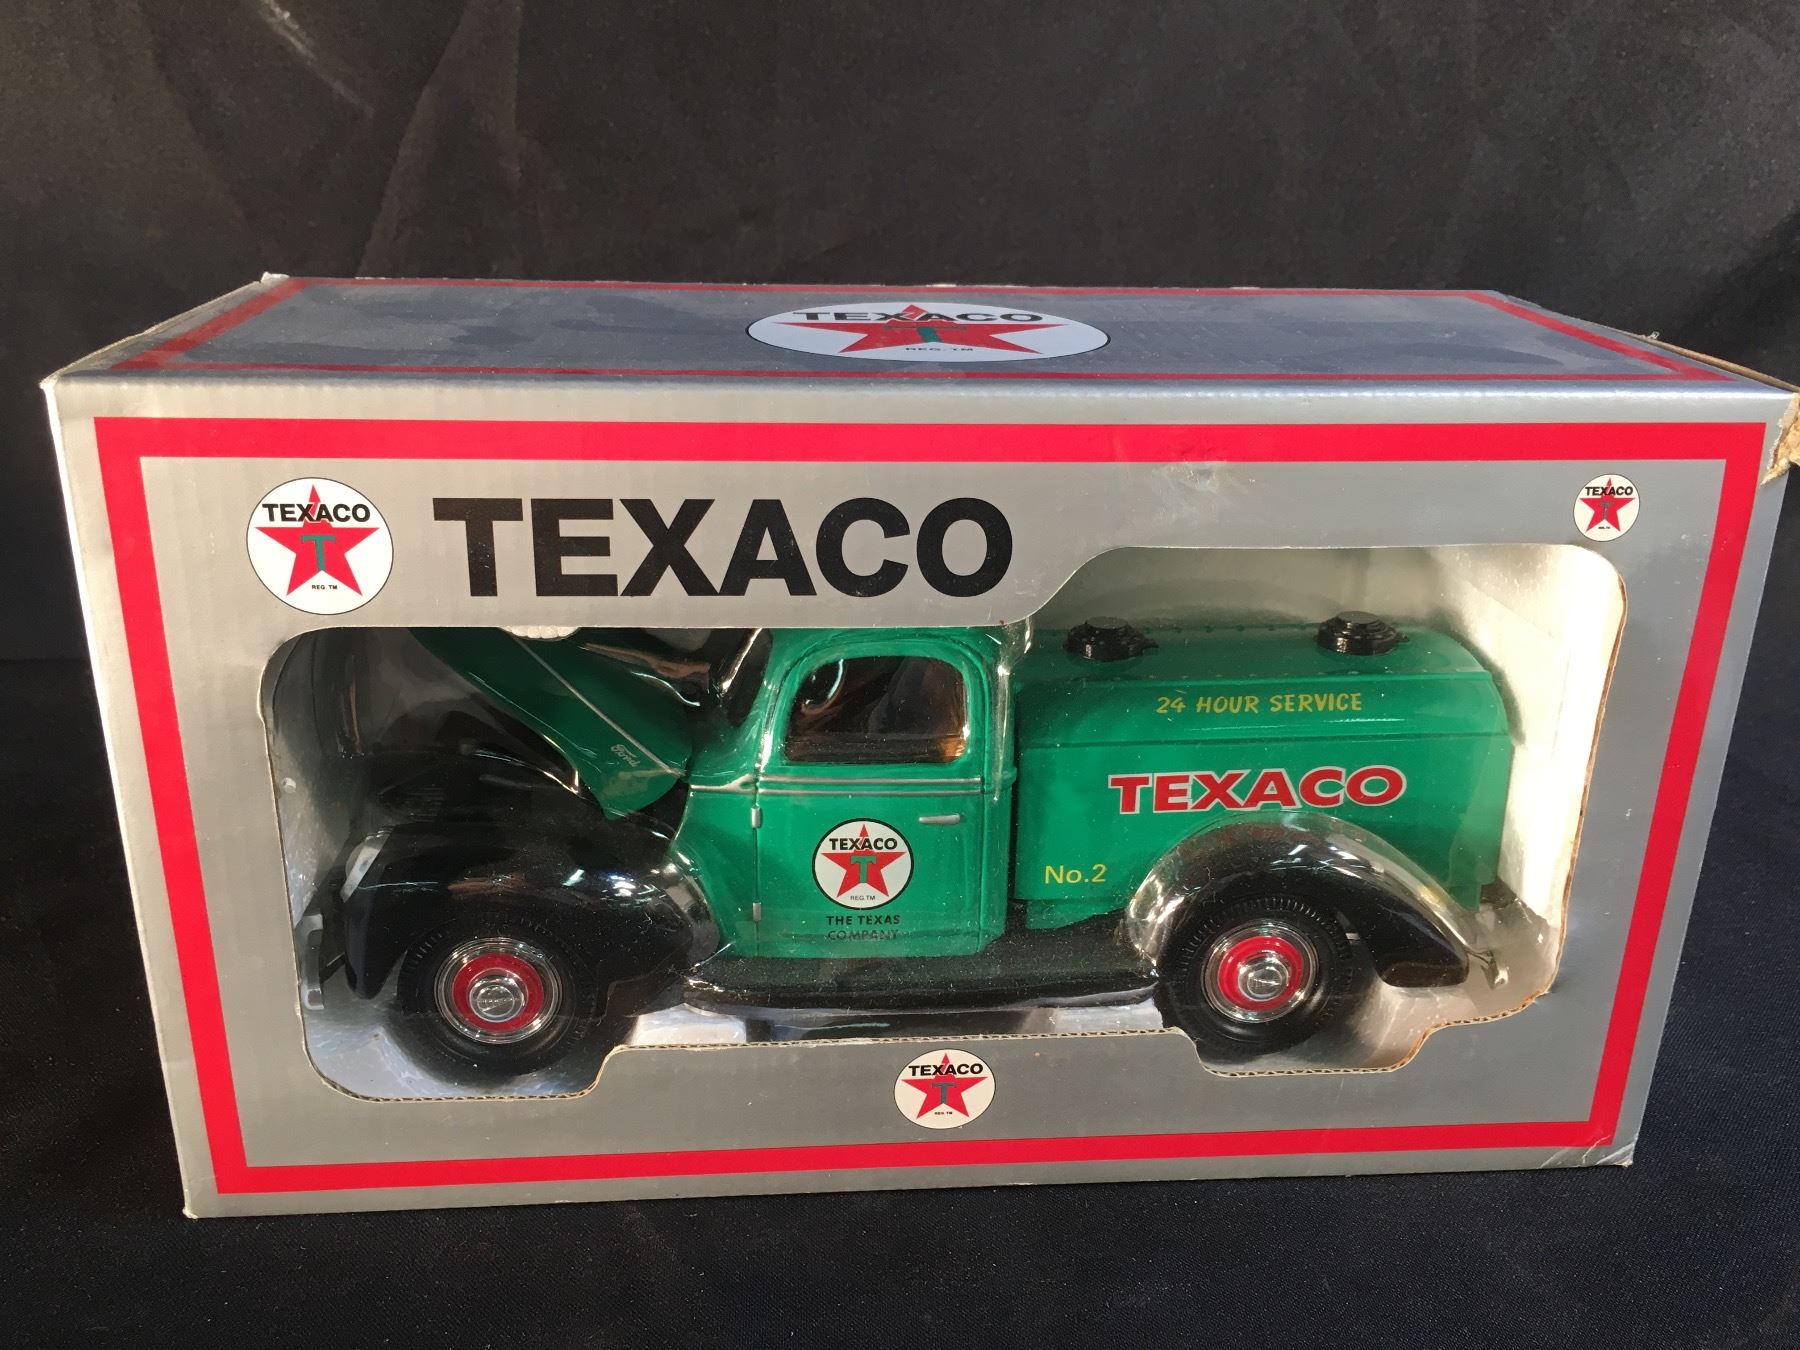 TEXACO
T
REG. TM
TEXACO
T
REG. TM
TEXACO
TEXACO
T
REG. TM
24 HOUR SERVICE
Ford
TEXACO
TEXACO
T
REG. TM
THE TEXAS
COMPANY
No.2
TEXACO
T
REG. TM